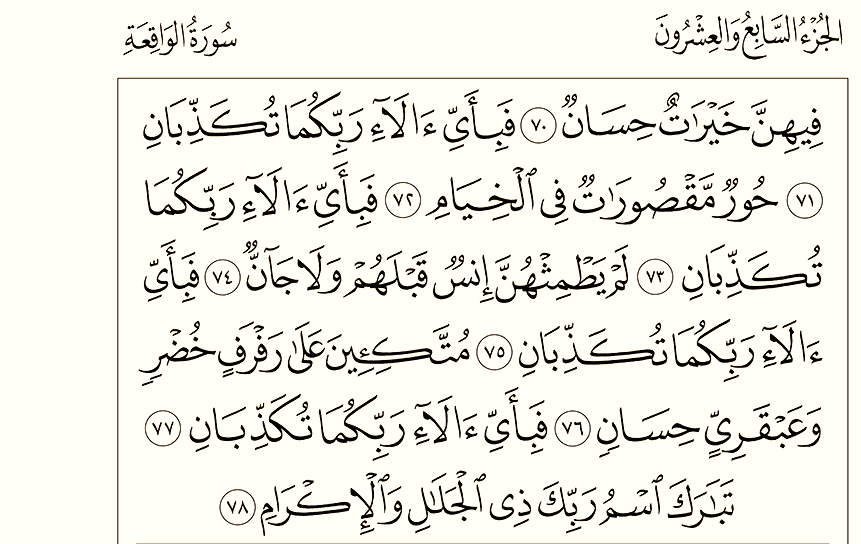 الجُزْءُ السَّابِعُ وَالعِشْرُونَ
سُورَةُ الوَاقِعَةِ
فِيهِنَّ خَيْرَٰتٌ حِسَانٌ ۝٧٠ فَبِأَيِّ ءَالَآءِ رَبِّكُمَا تُكَذِّبَانِ
۝٧١ حُورٌ مَّقْصُورَٰتٌ فِى ٱلْخِيَامِ ۝٧٢ فَبِأَيِّ ءَالَآءِ رَبِّكُمَا
تُكَذِّبَانِ ۝٧٣ لَمْ يَطْمِثْهُنَّ إِنسٌ قَبْلَهُمْ وَلَا جَآنٌّ ۝٧٤ فَبِأَيِّ
ءَالَآءِ رَبِّكُمَا تُكَذِّبَانِ ۝٧٥ مُتَّكِـِٔينَ عَلَىٰ رَفْرَفٍ خُضْرٍ
وَعَبْقَرِيٍّ حِسَانٍ ۝٧٦ فَبِأَيِّ ءَالَآءِ رَبِّكُمَا تُكَذِّبَانِ ۝٧٧
تَبَٰرَكَ ٱسْمُ رَبِّكَ ذِى ٱلْجَلَٰلِ وَٱلْإِكْرَامِ ۝٧٨